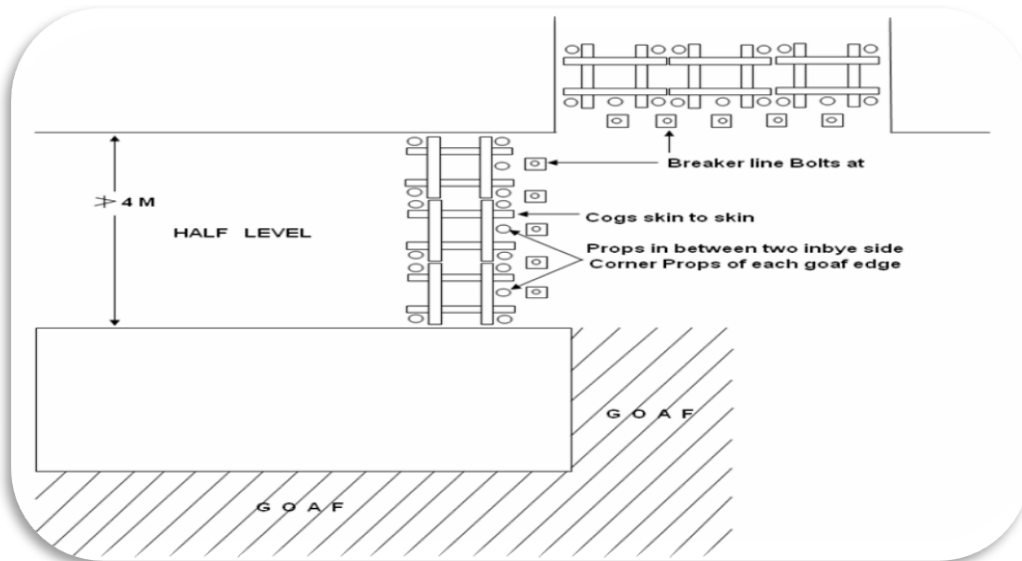 Breaker line Bolts at
≯ 4 M
HALF LEVEL
Cogs skin to skin
Props in between two inbye side
Corner Props of each goaf edge
G O A F
G O A F